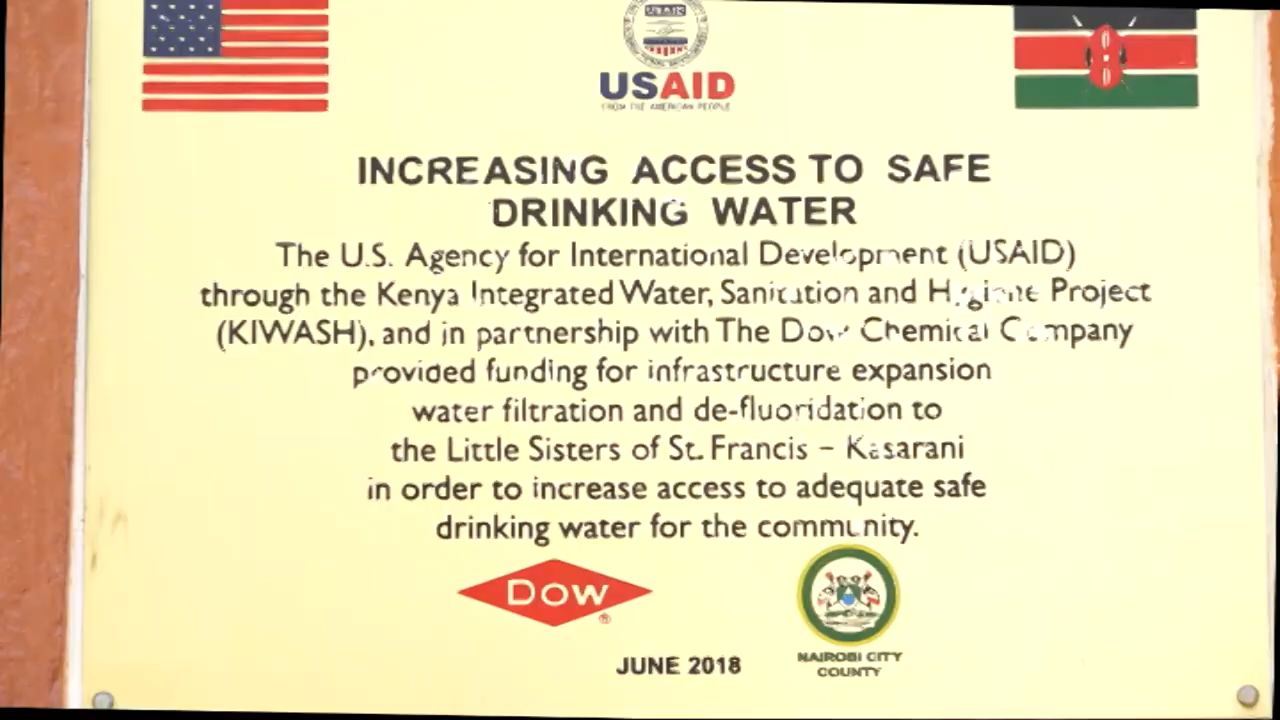 USAID
USAID
FROM THE AMERICAN PEOPLE
INCREASING ACCESS TO SAFE
DRINKING WATER
The U.S. Agency for International Development (USAID)
through the Kenya Integrated Water, Sanitation and Hygiene Project
(KIWASH), and in partnership with The Dow Chemical Company
provided funding for infrastructure expansion
water filtration and de-fluoridation to
the Little Sisters of St. Francis – Kasarani
in order to increase access to adequate safe
drinking water for the community.
DOW
®
NAIROBI CITY
COUNTY
JUNE 2018